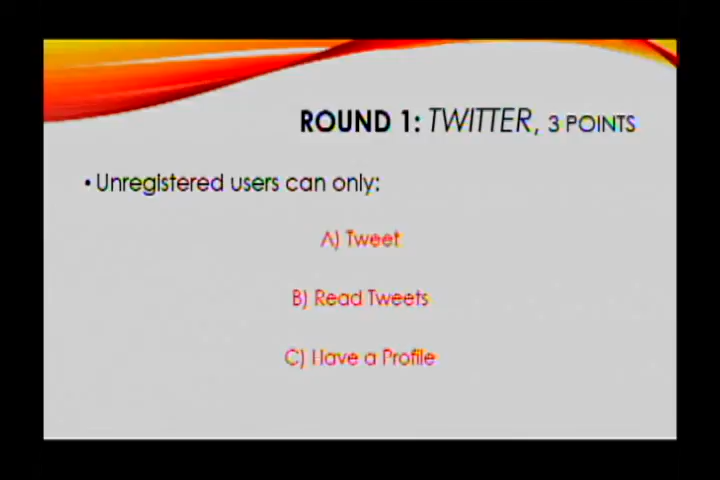 ROUND 1: TWITTER, 3 POINTS
• Unregistered users can only:
A) Tweet
B) Read Tweets
C) Have a Profile